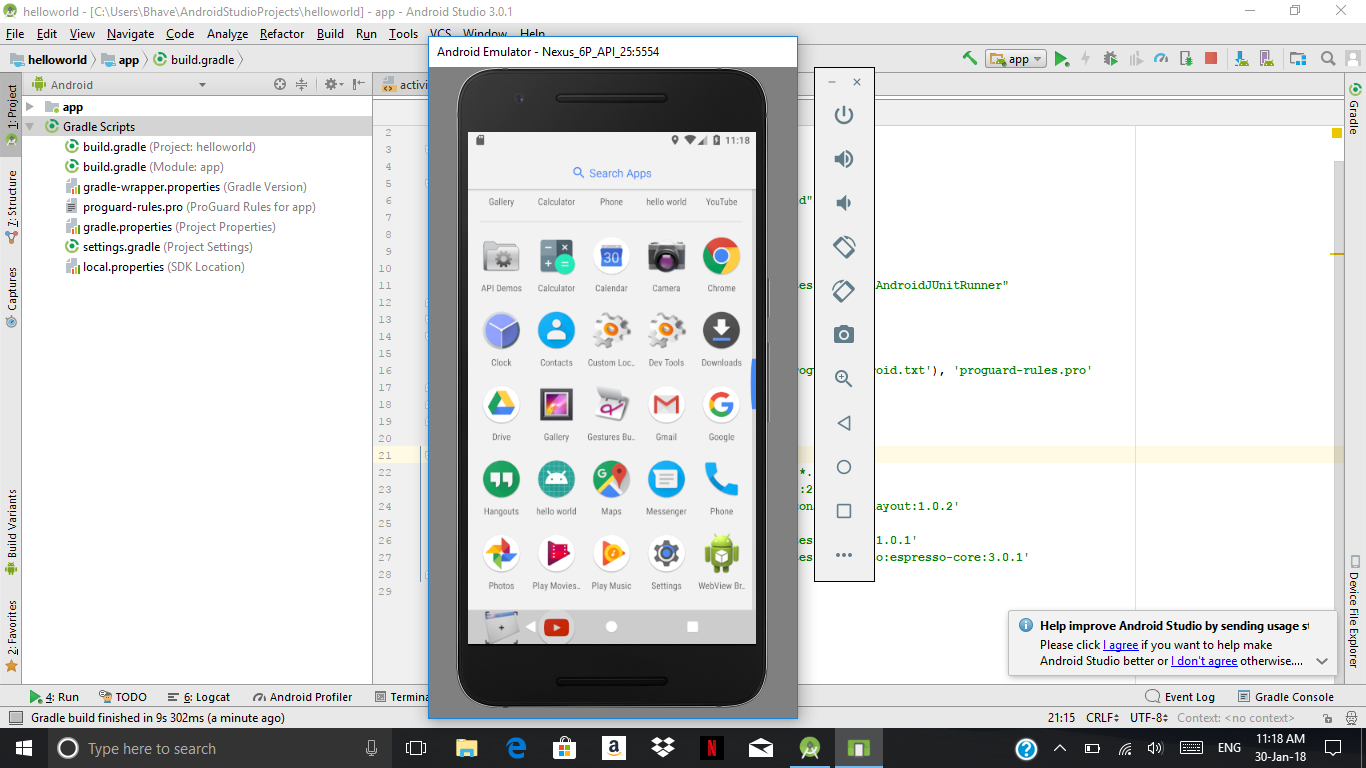 helloworld - [C:\Users\Bhave\AndroidStudioProjects\helloworld] - app - Android Studio 3.0.1
File Edit View Navigate Code Analyze Refactor Build Run Tools VCS Window Help
helloworld app build.gradle
app
Android
1: Project
7: Structure
Captures
Build Variants
2: Favorites
app
Gradle Scripts
build.gradle (Project: helloworld)
build.gradle (Module: app)
gradle-wrapper.properties (Gradle Version)
proguard-rules.pro (ProGuard Rules for app)
gradle.properties (Project Properties)
settings.gradle (Project Settings)
local.properties (SDK Location)
activi
2
3
4
5
6
7
8
9
10
11
12
13
14
15
16
17
18
19
20
21
22
23
24
25
26
27
28
29
d"
AndroidJUnitRunner"
roid.txt'), 'proguard-rules.pro'
*.
:2
ayout:1.0.2'
1.0.1'
o:espresso-core:3.0.1'
Android Emulator - Nexus_6P_API_25:5554
11:18
Search Apps
Gallery Calculator Phone hello world YouTube
30
API Demos Calculator Calendar Camera Chrome
Clock Contacts Custom Loc.. Dev Tools Downloads
Drive Gallery Gestures Bu.. Gmail Google
Hangouts hello world Maps Messenger Phone
Photos Play Movies.. Play Music Settings WebView Br..
Gradle
Device File Explorer
Help improve Android Studio by sending usage st
Please click I agree if you want to help make
Android Studio better or I don't agree otherwise....
4: Run TODO 6: Logcat Android Profiler Termina
Event Log Gradle Console
Gradle build finished in 9s 302ms (a minute ago)
21:15 CRLF UTF-8 Context: <no context>
Type here to search
ENG
11:18 AM
30-Jan-18